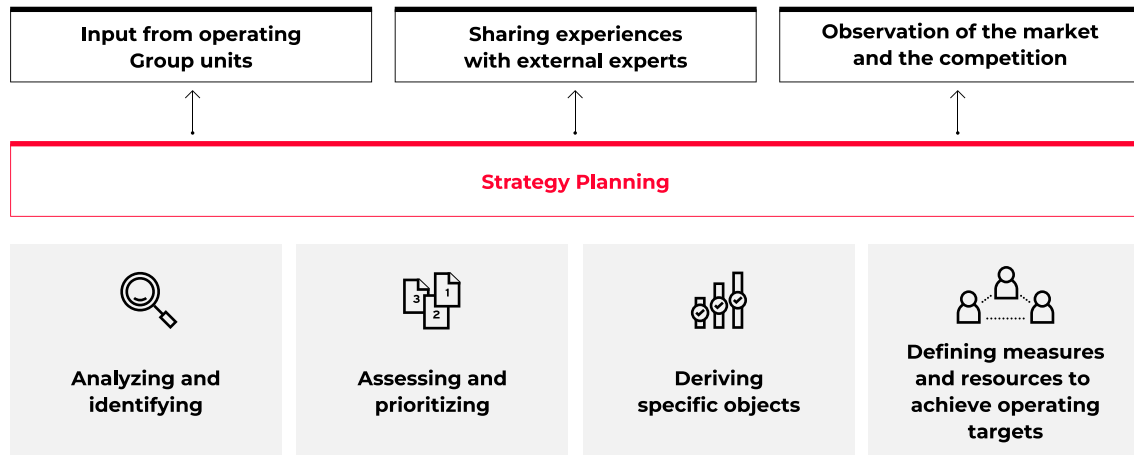 Input from operating
Group units
Sharing experiences
with external experts
Observation of the market
and the competition
Strategy Planning
3
1
2
Analyzing and
identifying
Assessing and
prioritizing
Deriving
specific objects
Defining measures
and resources to
achieve operating
targets